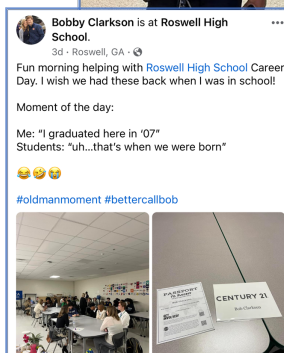 Bobby Clarkson is at Roswell High
School.
3d · Roswell, GA ·
Fun morning helping with Roswell High School Career
Day. I wish we had these back when I was in school!
Moment of the day:
Me: “I graduated here in ‘07”
Students: “uh...that’s when we were born”
😂🤣😭
#oldmanmoment #bettercallbob
PASSPORT
CENTURY 21
Bob Clarkson